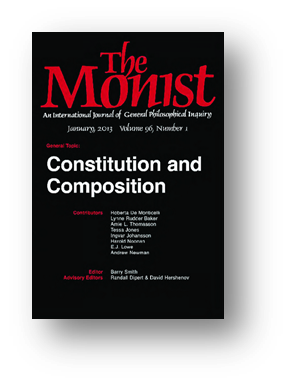 The
Monist
An International Journal of General Philosophical Inquiry
January, 2013 Volume 96, Number 1
General Topic:
Constitution and
Composition
Contributors Roberta De Monticelli
Lynne Rudder Baker
Amie L. Thomasson
Tessa Jones
Ingvar Johansson
Harold Noonan
E.J. Lowe
Andrew Newman
Editor Barry Smith
Advisory Editors Randall Dipert & David Hershenov